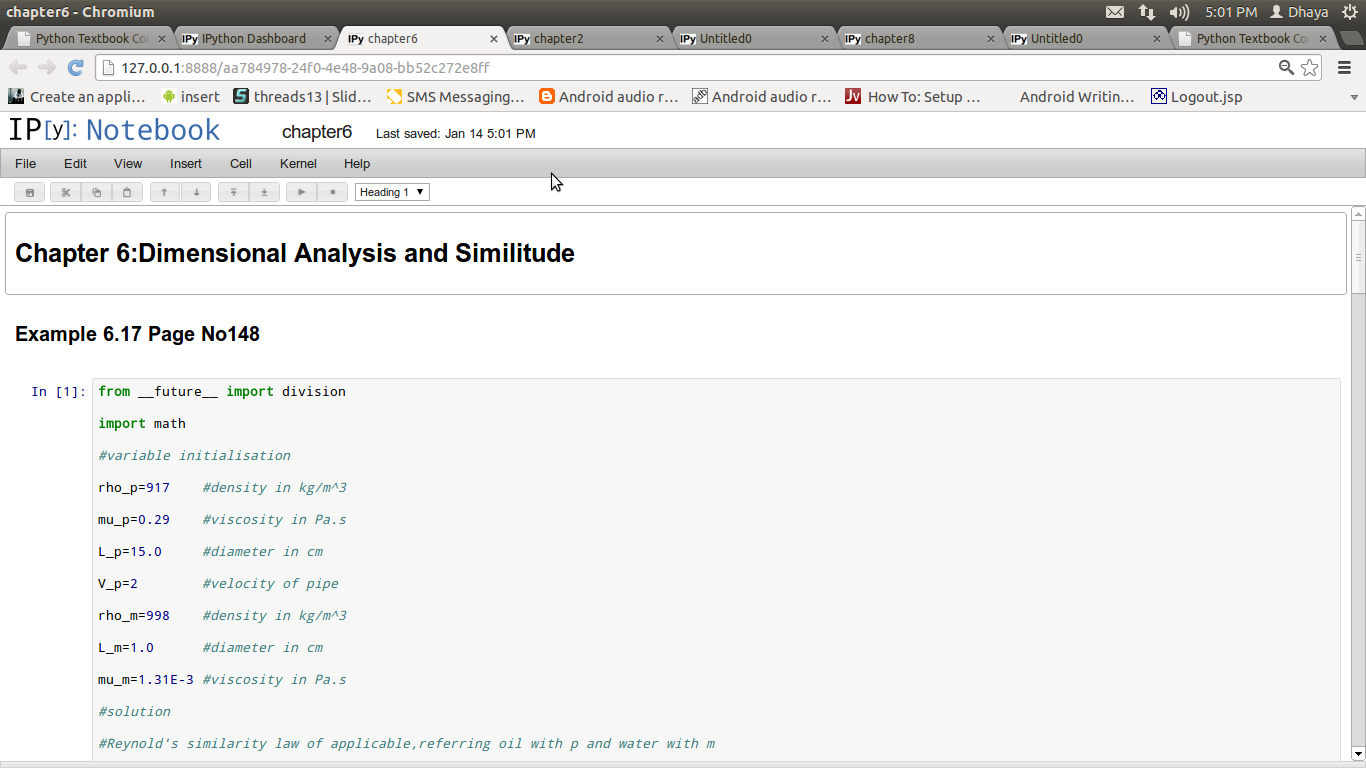 chapter6 - Chromium 5:01 PM Dhaya
Python Textbook Co IPy IPython Dashboard IPy chapter6 IPy chapter2 IPy Untitled0 IPy chapter8 IPy Untitled0 Python Textbook Co
127.0.0.1:8888/aa784978-24f0-4e48-9a08-bb52c272e8ff
Create an appli... insert S threads13 | Slid... SMS Messaging... Android audio r... Android audio r... Jv How To: Setup ... Android Writin... Logout.jsp
IP[y]: Notebook chapter6 Last saved: Jan 14 5:01 PM
File Edit View Insert Cell Kernel Help
Heading 1
Chapter 6:Dimensional Analysis and Similitude
Example 6.17 Page No148
In [1]: from __future__ import division
import math
#variable initialisation
rho_p=917 #density in kg/m^3
mu_p=0.29 #viscosity in Pa.s
L_p=15.0 #diameter in cm
V_p=2 #velocity of pipe
rho_m=998 #density in kg/m^3
L_m=1.0 #diameter in cm
mu_m=1.31E-3 #viscosity in Pa.s
#solution
#Reynold's similarity law of applicable,referring oil with p and water with m